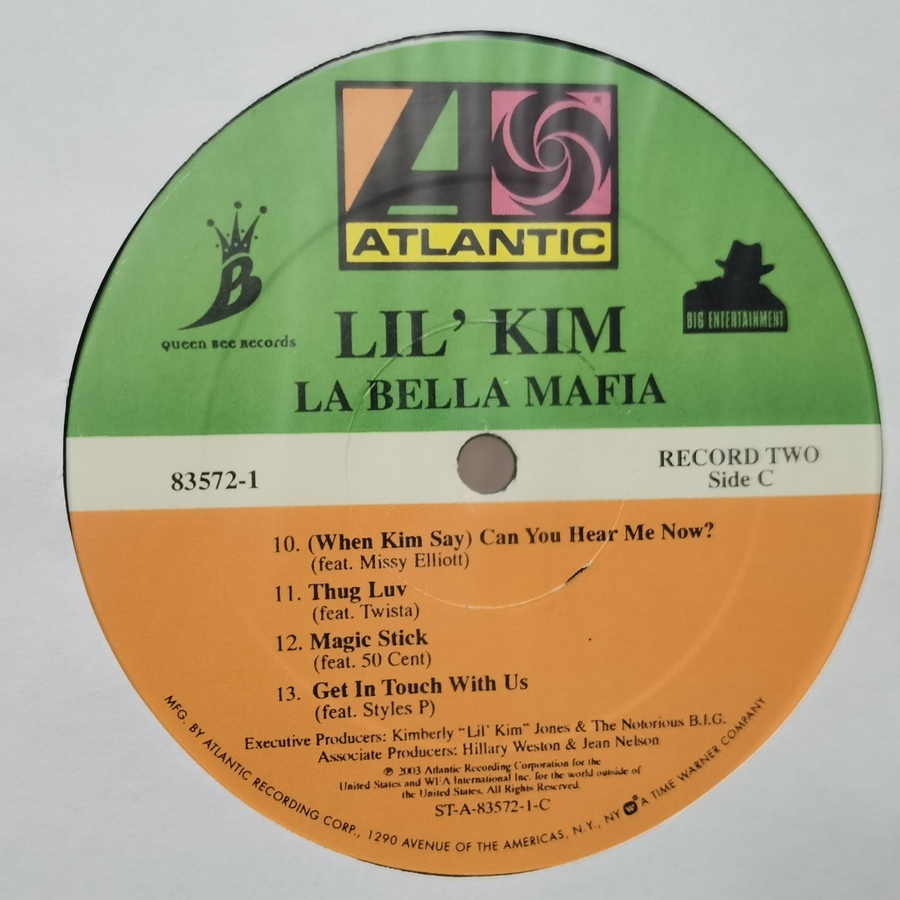 ATLANTIC
B
Queen Bee Records
BIG ENTERTAINMENT
LIL' KIM
LA BELLA MAFIA
83572-1
RECORD TWO
Side C
10. (When Kim Say) Can You Hear Me Now?
(feat. Missy Elliott)
11. Thug Luv
(feat. Twista)
12. Magic Stick
(feat. 50 Cent)
13. Get In Touch With Us
(feat. Styles P)
Executive Producers: Kimberly "Lil' Kim" Jones & The Notorious B.I.G.
Associate Producers: Hillary Weston & Jean Nelson
℗ 2003 Atlantic Recording Corporation for the
United States and WEA International Inc. for the world outside of
the United States. All Rights Reserved.
ST-A-83572-1-C
MFG. BY ATLANTIC RECORDING CORP., 1290 AVENUE OF THE AMERICAS, N.Y., NY A TIME WARNER COMPANY